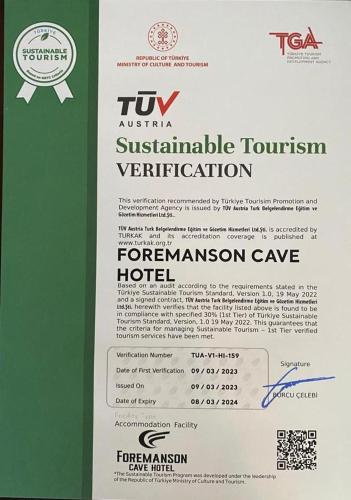 TÜRKİYE
SUSTAINABLE
TOURISM
REPUBLIC OF TÜRKİYE
MINISTRY OF CULTURE AND TOURISM
TGA
TÜRKİYE TOURISM
PROMOTION AND
DEVELOPMENT AGENCY
TÜV
AUSTRIA
Sustainable Tourism
VERIFICATION
This verification recommended by Türkiye Tourisim Promotion and
Development Agency is issued by TÜV Austria Turk Belgelendirme Eğitim ve
Gözetim Hizmetleri Ltd.Şti..
TÜV Austria Turk Belgelendirme Eğitim ve Gözetim Hizmetleri Ltd.Şti.. is accredited by
TURKAK and its accreditation coverage is published at
www.turkak.org.tr
FOREMANSON CAVE
HOTEL
Based on an audit according to the requirements stated in the
Türkiye Sustainable Tourism Standard, Version 1.0, 19 May 2022
and a signed contract, TÜV Austria Turk Belgelendirme Eğitim ve Gözetim Hizmetleri
Ltd.Şti.. herewith verifies that the facility listed above is found to be
in compliance with specified 30% (1st Tier) of Türkiye Sustainable
Tourism Standard, Version, 1.0 19 May 2022. This guarantees that
the criteria for managing Sustainable Tourism – 1st Tier verified
tourism services have been met.
Verification Number TUA-V1-HI-159
Date of First Verification 09 / 03 / 2023
Issued On 09 / 03 / 2023
Date of Expiry 08 / 03 / 2024
Signature
BURCU ÇELEBİ
Facility Type
Accommodation Facility
FOREMANSON
CAVE HOTEL
*The Sustainable Tourism Program was developed under the leadership
of the Republic of Türkiye Ministry of Culture and Tourism.